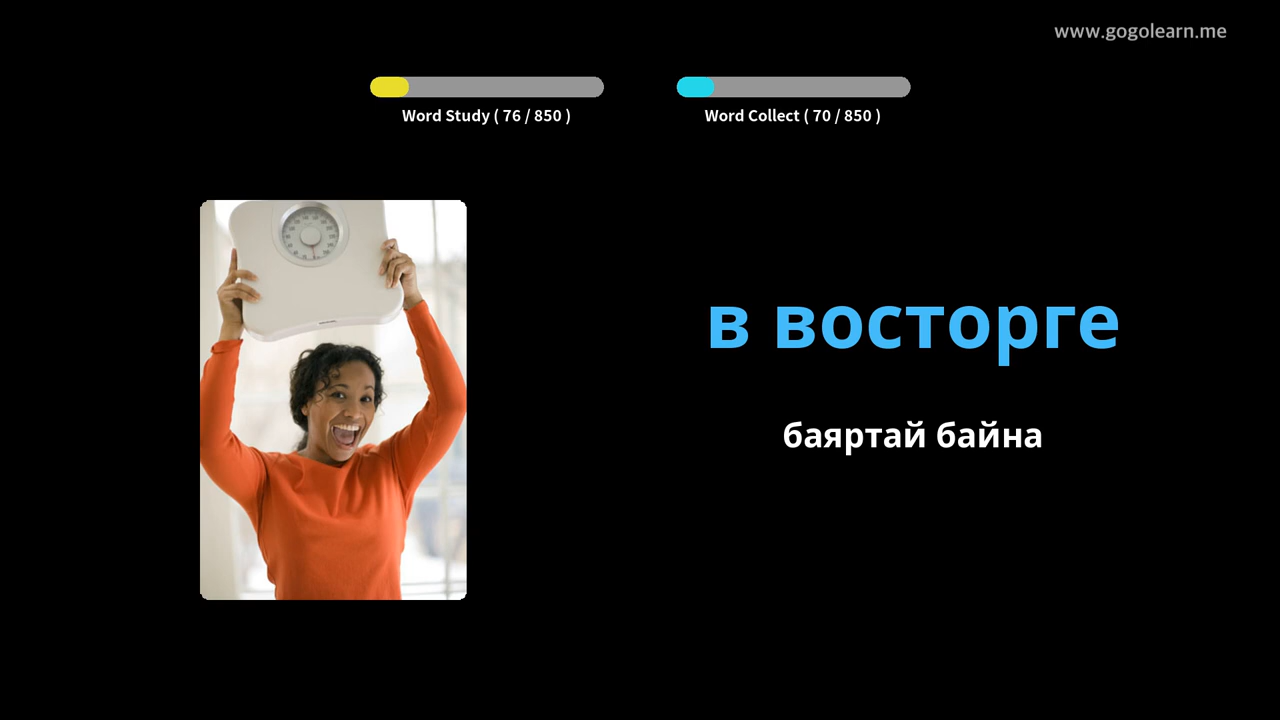 www.gogolearn.me
Word Study ( 76 / 850 )
Word Collect ( 70 / 850 )
в восторге
баяртай байна